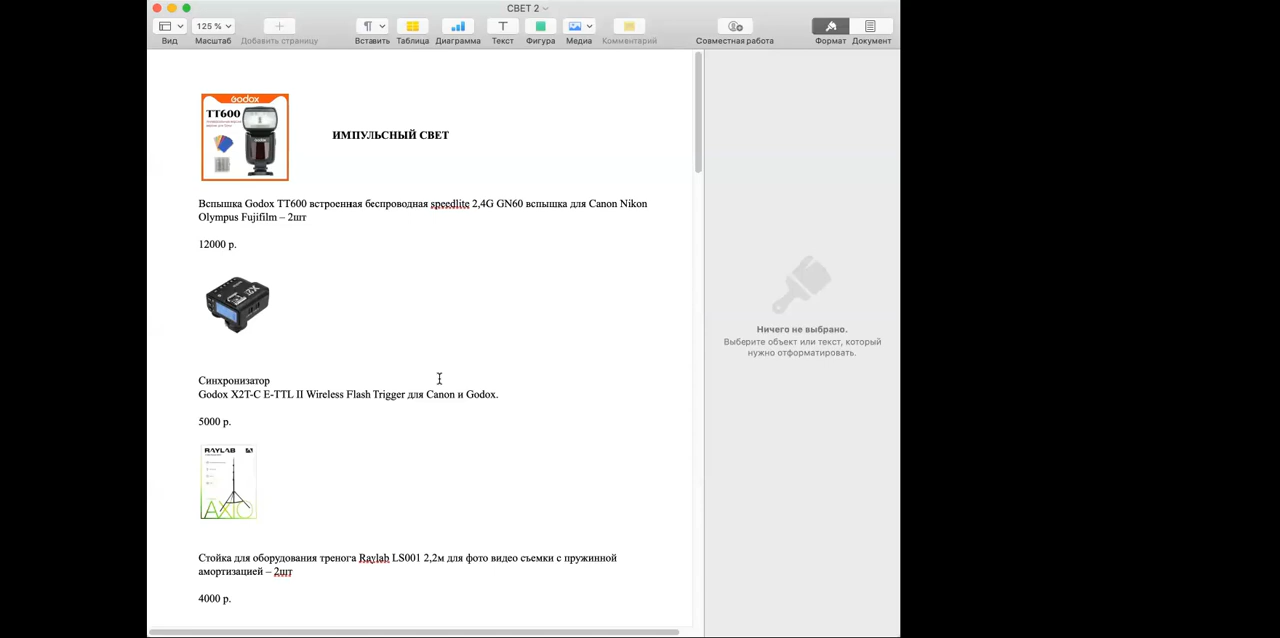 СВЕТ 2
125 %
Вид
Масштаб
Добавить страницу
Вставить
Таблица
Диаграмма
Текст
Фигура
Медиа
Комментарий
Совместная работа
Формат
Документ
Godox
TT600
ИМПУЛЬСНЫЙ СВЕТ
Вспышка Godox TT600 встроенная беспроводная speedlite 2,4G GN60 вспышка для Canon Nikon
Olympus Fujifilm – 2шт
12000 р.
Синхронизатор
Godox X2T-C E-TTL II Wireless Flash Trigger для Canon и Godox.
5000 р.
RAYLAB
AXIO
Стойка для оборудования тренога Raylab LS001 2,2м для фото видео съемки с пружинной
амортизацией – 2шт
4000 р.
Ничего не выбрано.
Выберите объект или текст, который
нужно отформатировать.